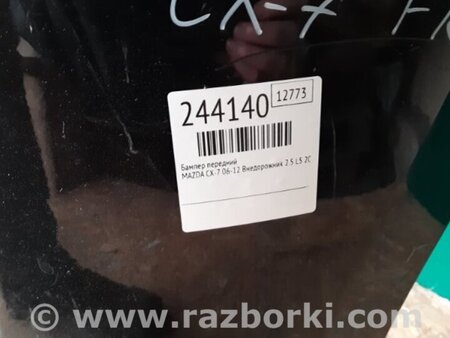 CX-7
244140
12773
Бампер передний
MAZDA CX-7 06-12 Внедорожник 2.5 L5 2C
© www.razborki.com